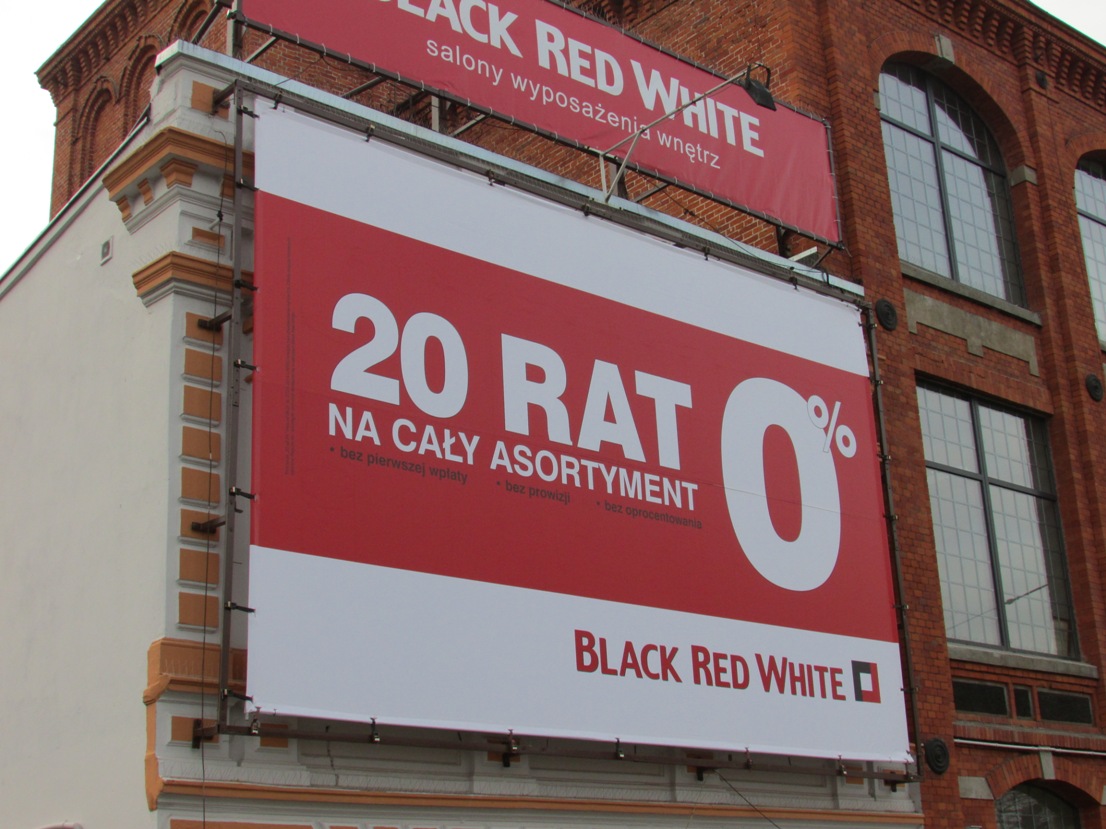 BLACK RED WHITE
salony wyposażenia wnętrz
20 RAT 0%
NA CAŁY ASORTYMENT
• bez pierwszej wpłaty • bez prowizji • bez oprocentowania
BLACK RED WHITE